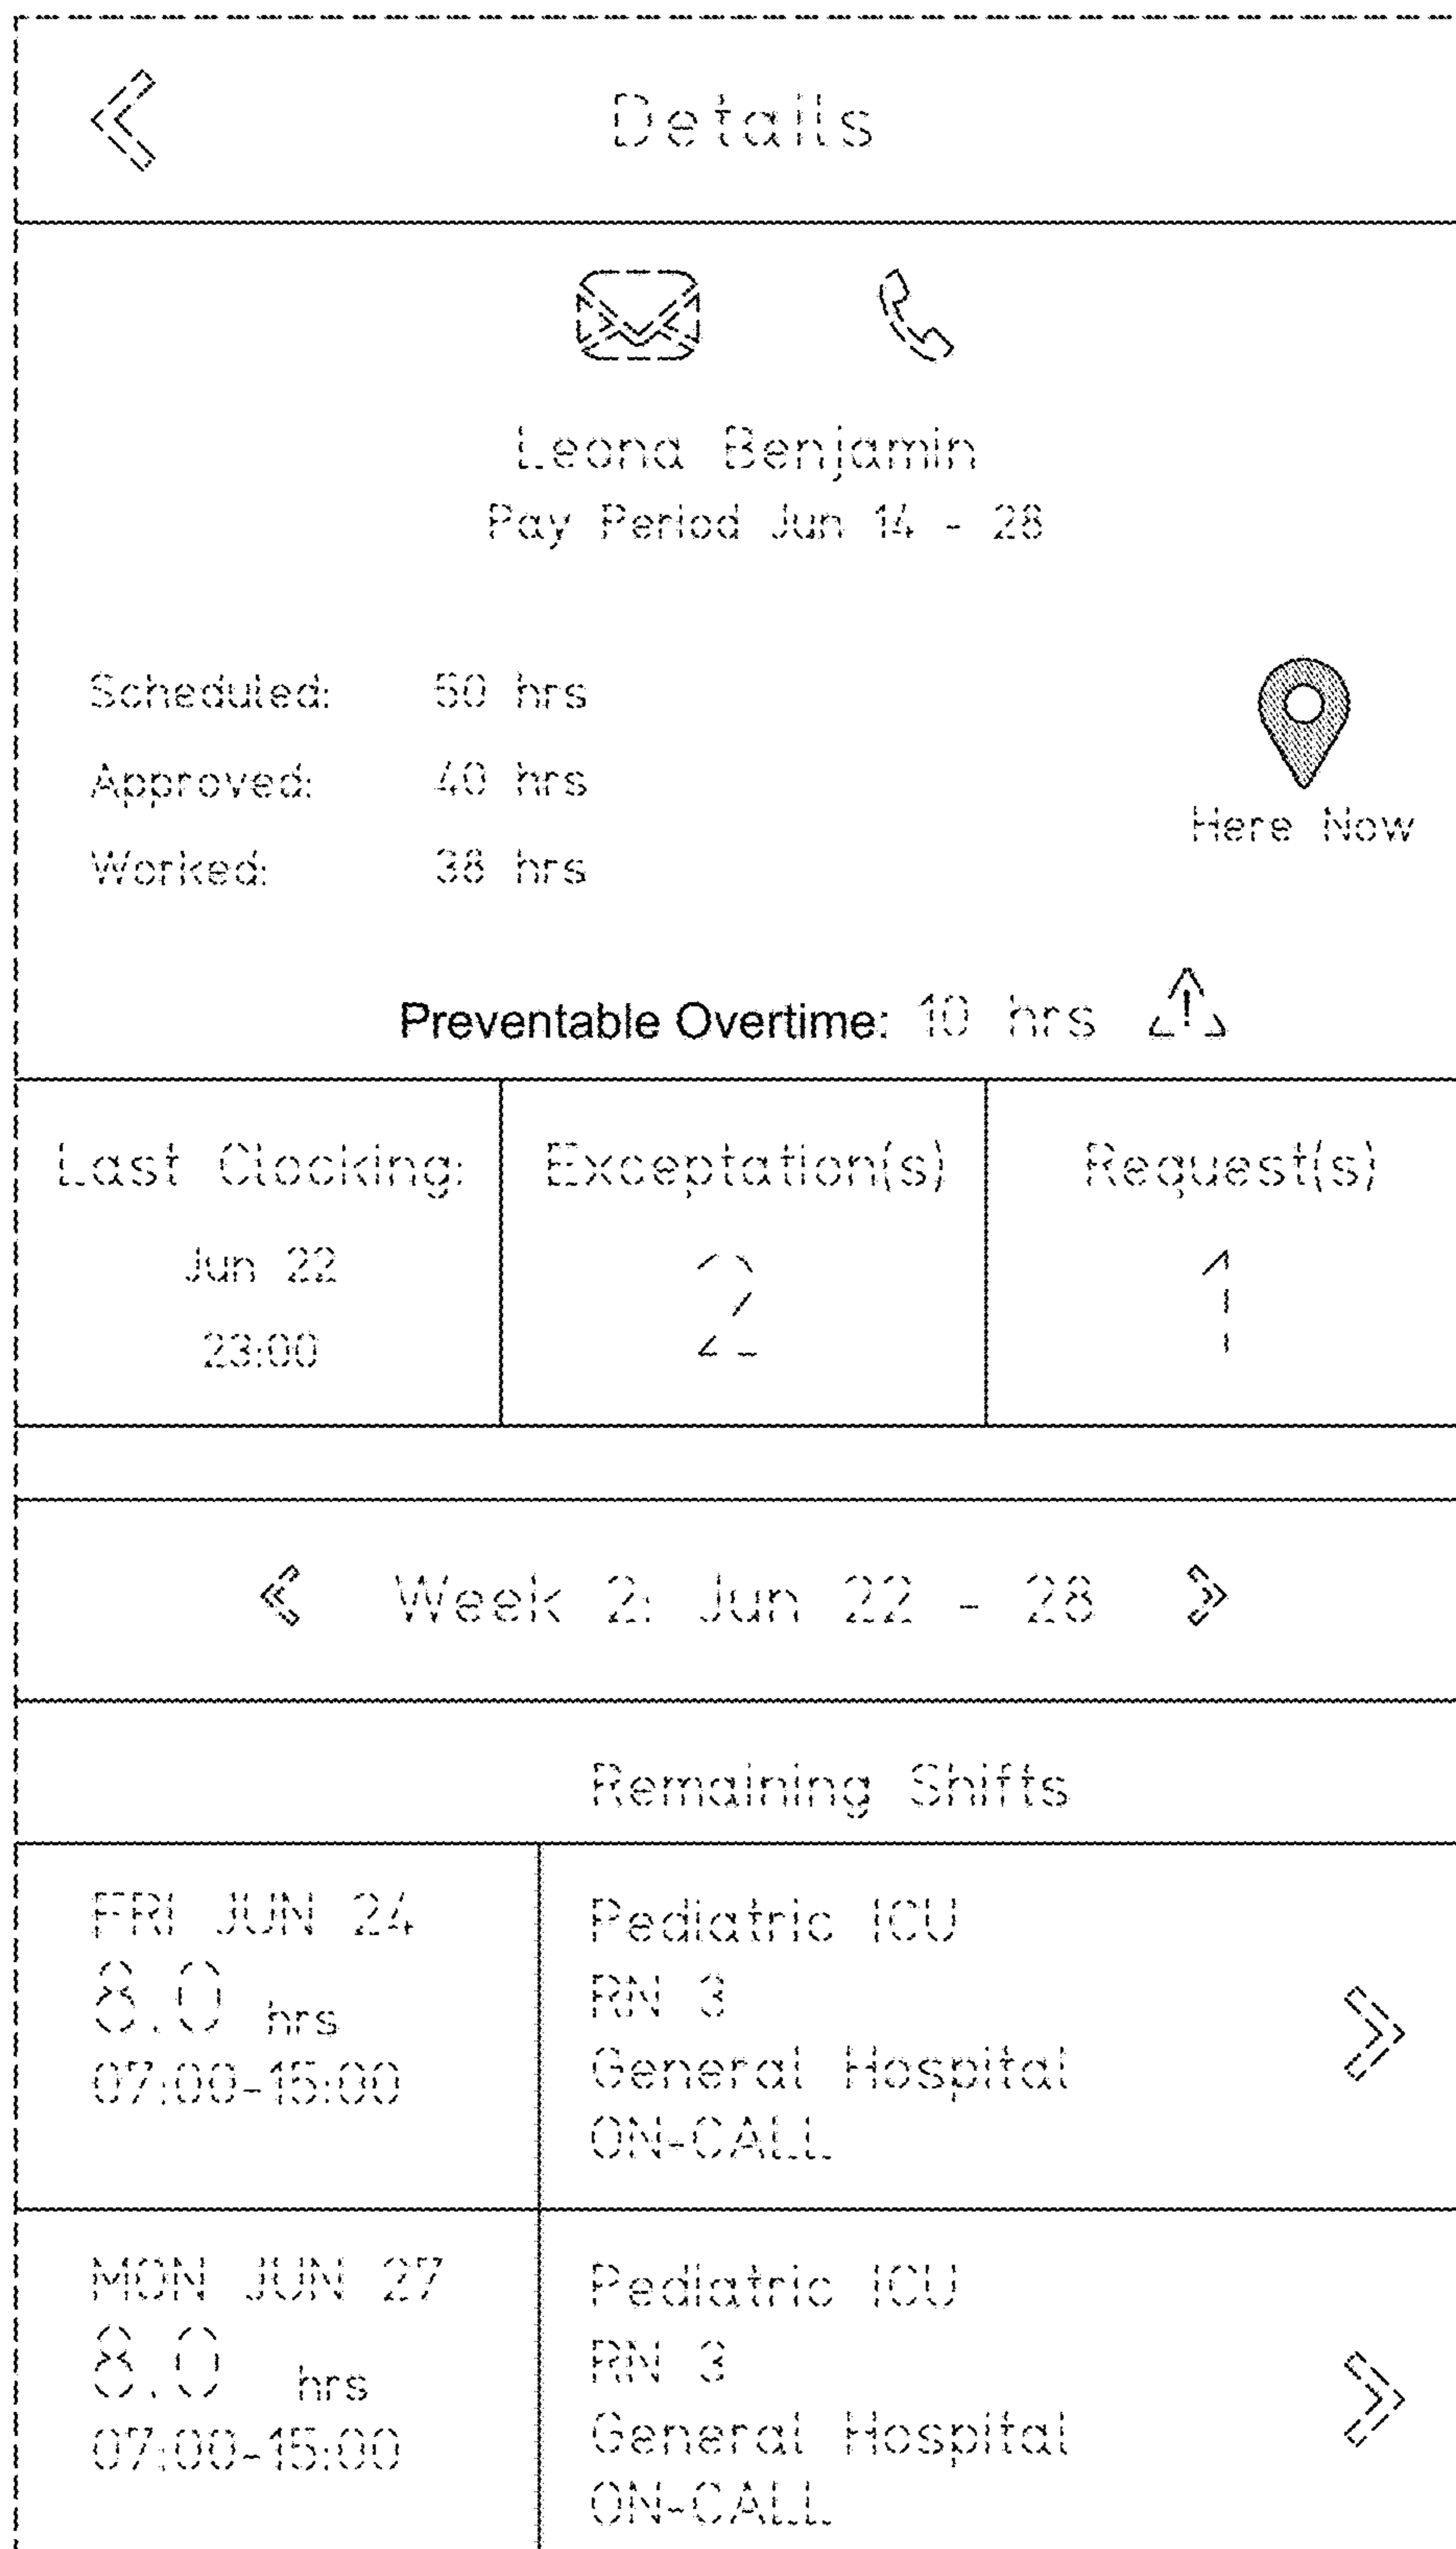 Details
Leona Benjamin
Pay Period Jun 14 - 28
Scheduled: 50 hrs
Approved: 40 hrs
Worked: 38 hrs
Here Now
Preventable Overtime: 10 hrs
Last Clocking:
Jun 22
23:00
Exceptation(s)
2
Request(s)
1
Week 2: Jun 22 - 28
Remaining Shifts
FRI JUN 24
8.0 hrs
07:00-15:00
Pediatric ICU
RN 3
General Hospital
ON-CALL
MON JUN 27
8.0 hrs
07:00-15:00
Pediatric ICU
RN 3
General Hospital
ON-CALL